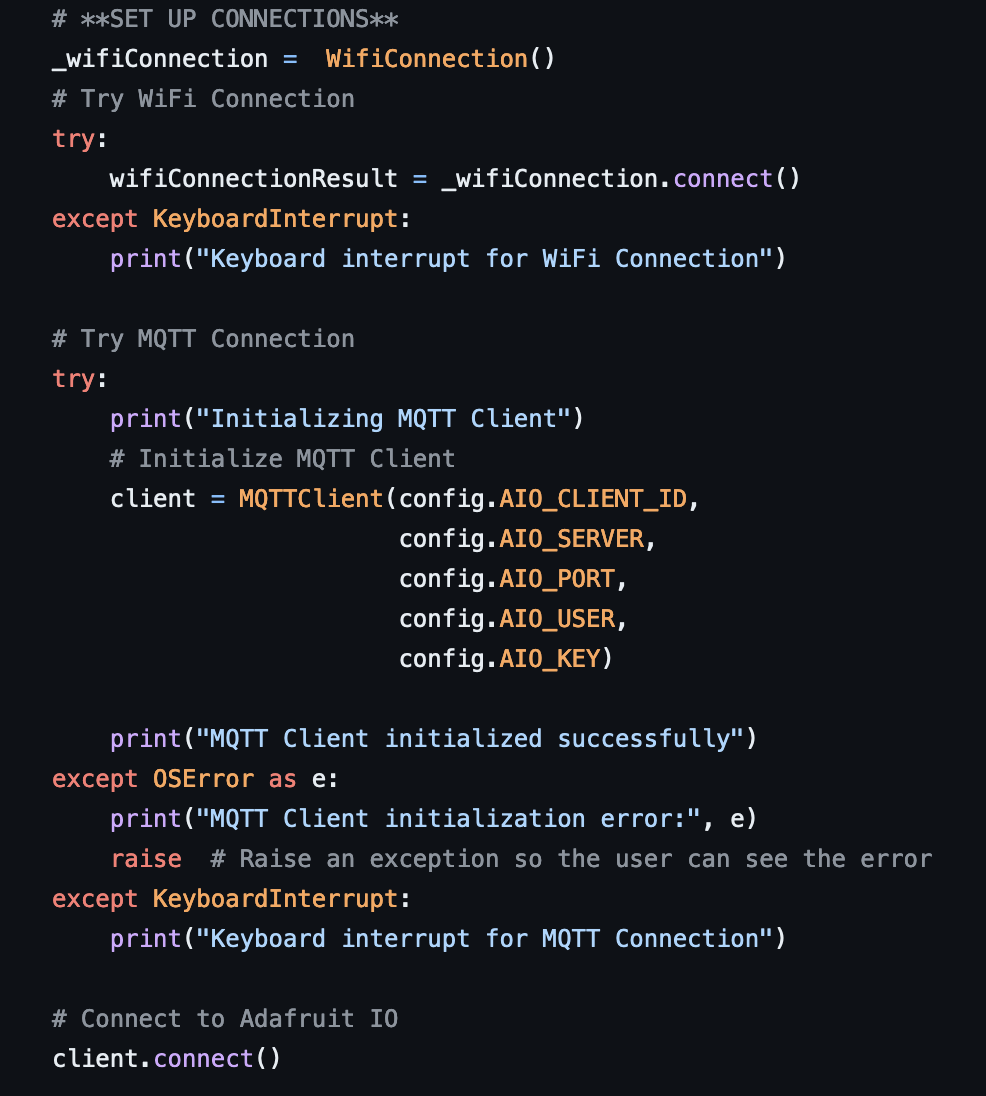 # **SET UP CONNECTIONS**
_wifiConnection =  WifiConnection()
# Try WiFi Connection
try:
    wifiConnectionResult = _wifiConnection.connect()
except KeyboardInterrupt:
    print("Keyboard interrupt for WiFi Connection")

# Try MQTT Connection
try:
    print("Initializing MQTT Client")
    # Initialize MQTT Client
    client = MQTTClient(config.AIO_CLIENT_ID,
                        config.AIO_SERVER,
                        config.AIO_PORT,
                        config.AIO_USER,
                        config.AIO_KEY)

    print("MQTT Client initialized successfully")
except OSError as e:
    print("MQTT Client initialization error:", e)
    raise  # Raise an exception so the user can see the error
except KeyboardInterrupt:
    print("Keyboard interrupt for MQTT Connection")

# Connect to Adafruit IO
client.connect()